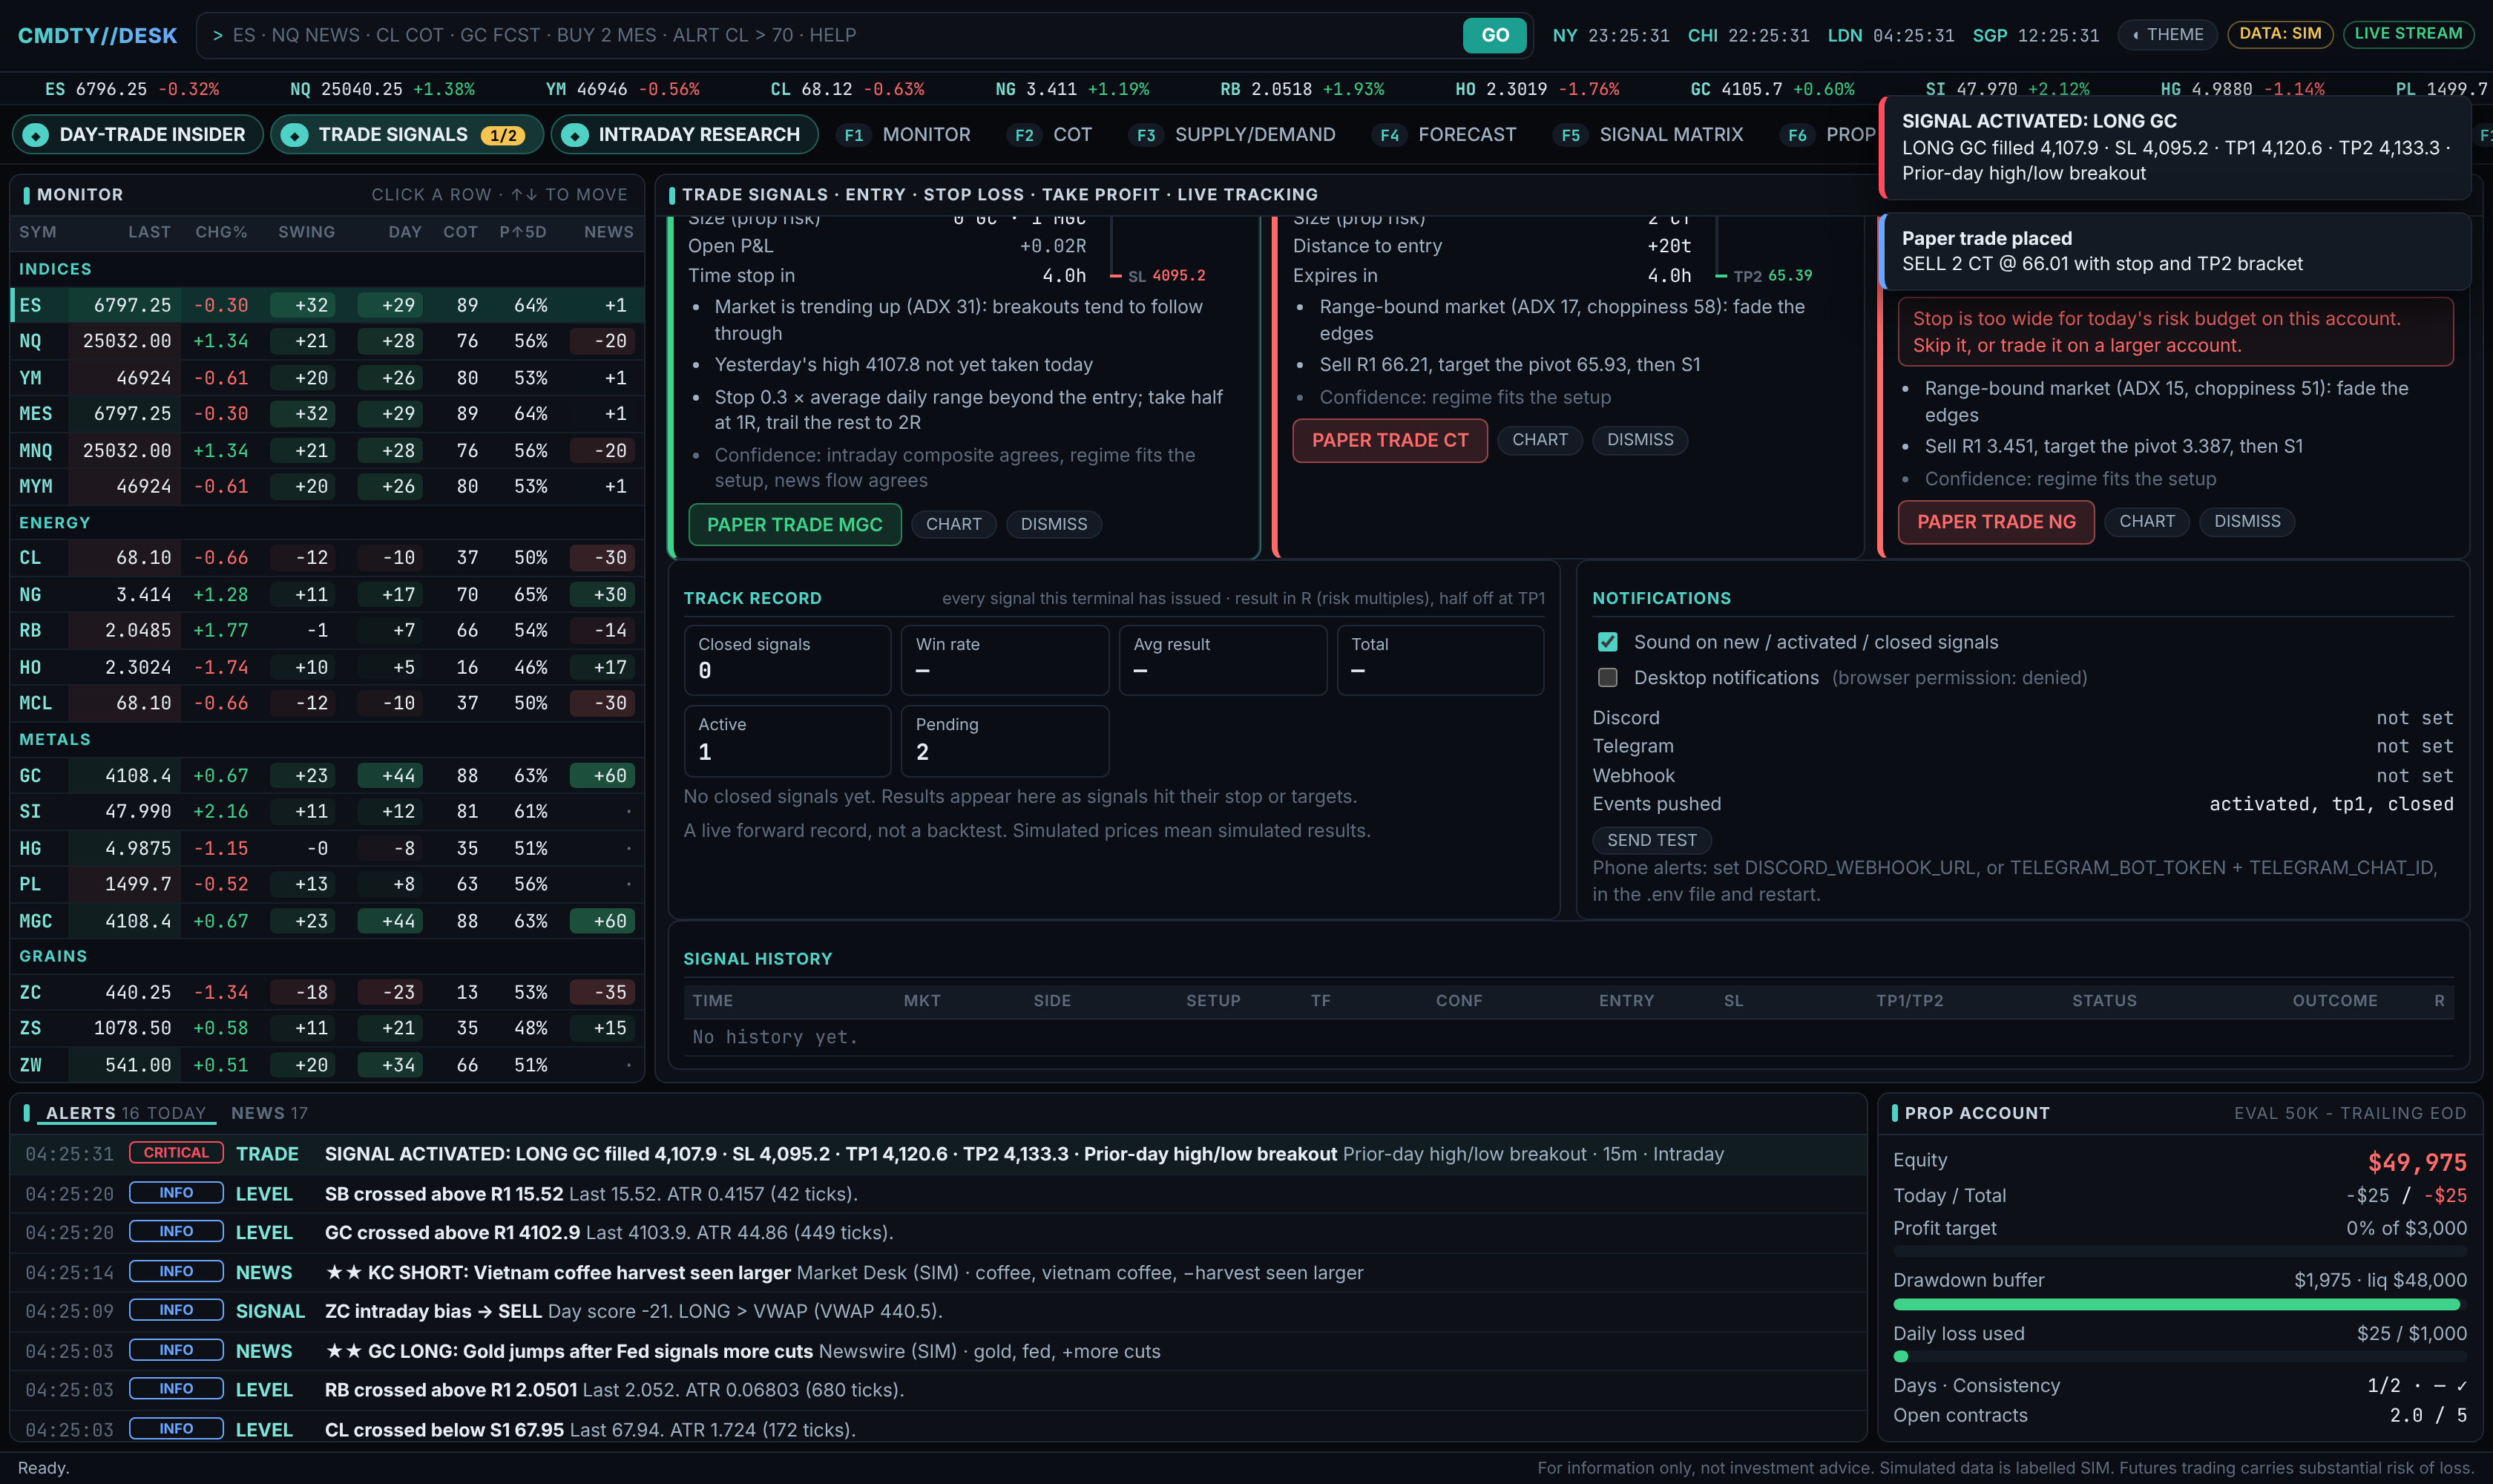 CMDTY//DESK
> ES · NQ NEWS · CL COT · GC FCST · BUY 2 MES · ALRT CL > 70 · HELP
GO
NY 23:25:31 CHI 22:25:31 LDN 04:25:31 SGP 12:25:31
THEME
DATA: SIM
LIVE STREAM
ES 6796.25 -0.32% NQ 25040.25 +1.38% YM 46946 -0.56% CL 68.12 -0.63% NG 3.411 +1.19% RB 2.0518 +1.93% HO 2.3019 -1.76% GC 4105.7 +0.60% SI 47.970 +2.12% HG 4.9880 -1.14% PL 1499.7
DAY-TRADE INSIDER
TRADE SIGNALS 1/2
INTRADAY RESEARCH
F1 MONITOR F2 COT F3 SUPPLY/DEMAND F4 FORECAST F5 SIGNAL MATRIX F6 PROP
SIGNAL ACTIVATED: LONG GC
LONG GC filled 4,107.9 · SL 4,095.2 · TP1 4,120.6 · TP2 4,133.3 ·
Prior-day high/low breakout
Paper trade placed
SELL 2 CT @ 66.01 with stop and TP2 bracket
MONITOR CLICK A ROW · ↑↓ TO MOVE
SYM LAST CHG% SWING DAY COT P↑5D NEWS
INDICES
ES 6797.25 -0.30 +32 +29 89 64% +1
NQ 25032.00 +1.34 +21 +28 76 56% -20
YM 46924 -0.61 +20 +26 80 53% +1
MES 6797.25 -0.30 +32 +29 89 64% +1
MNQ 25032.00 +1.34 +21 +28 76 56% -20
MYM 46924 -0.61 +20 +26 80 53% +1
ENERGY
CL 68.10 -0.66 -12 -10 37 50% -30
NG 3.414 +1.28 +11 +17 70 65% +30
RB 2.0485 +1.77 -1 +7 66 54% -14
HO 2.3024 -1.74 +10 +5 16 46% +17
MCL 68.10 -0.66 -12 -10 37 50% -30
METALS
GC 4108.4 +0.67 +23 +44 88 63% +60
SI 47.990 +2.16 +11 +12 81 61% ·
HG 4.9875 -1.15 -0 -8 35 51% ·
PL 1499.7 -0.52 +13 +8 63 56% ·
MGC 4108.4 +0.67 +23 +44 88 63% +60
GRAINS
ZC 440.25 -1.34 -18 -23 13 53% -35
ZS 1078.50 +0.58 +11 +21 35 48% +15
ZW 541.00 +0.51 +20 +34 66 51% ·
TRADE SIGNALS · ENTRY · STOP LOSS · TAKE PROFIT · LIVE TRACKING
Size (prop risk) 0 GC · 1 MGC
Open P&L +0.02R
Time stop in 4.0h
SL 4095.2
• Market is trending up (ADX 31): breakouts tend to follow
through
• Yesterday's high 4107.8 not yet taken today
• Stop 0.3 × average daily range beyond the entry; take half
at 1R, trail the rest to 2R
• Confidence: intraday composite agrees, regime fits the
setup, news flow agrees
PAPER TRADE MGC CHART DISMISS
Size (prop risk) 2 CT
Distance to entry +20t
Expires in 4.0h
TP2 65.39
• Range-bound market (ADX 17, choppiness 58): fade the
edges
• Sell R1 66.21, target the pivot 65.93, then S1
• Confidence: regime fits the setup
PAPER TRADE CT CHART DISMISS
Stop is too wide for today's risk budget on this account.
Skip it, or trade it on a larger account.
• Range-bound market (ADX 15, choppiness 51): fade the
edges
• Sell R1 3.451, target the pivot 3.387, then S1
• Confidence: regime fits the setup
PAPER TRADE NG CHART DISMISS
TRACK RECORD every signal this terminal has issued · result in R (risk multiples), half off at TP1
Closed signals Win rate Avg result Total
0 – – –
Active Pending
1 2
No closed signals yet. Results appear here as signals hit their stop or targets.
A live forward record, not a backtest. Simulated prices mean simulated results.
NOTIFICATIONS
Sound on new / activated / closed signals
Desktop notifications (browser permission: denied)
Discord not set
Telegram not set
Webhook not set
Events pushed activated, tp1, closed
SEND TEST
Phone alerts: set DISCORD_WEBHOOK_URL, or TELEGRAM_BOT_TOKEN + TELEGRAM_CHAT_ID,
in the .env file and restart.
SIGNAL HISTORY
TIME MKT SIDE SETUP TF CONF ENTRY SL TP1/TP2 STATUS OUTCOME R
No history yet.
ALERTS 16 TODAY NEWS 17
04:25:31 CRITICAL TRADE SIGNAL ACTIVATED: LONG GC filled 4,107.9 · SL 4,095.2 · TP1 4,120.6 · TP2 4,133.3 · Prior-day high/low breakout Prior-day high/low breakout · 15m · Intraday
04:25:20 INFO LEVEL SB crossed above R1 15.52 Last 15.52. ATR 0.4157 (42 ticks).
04:25:20 INFO LEVEL GC crossed above R1 4102.9 Last 4103.9. ATR 44.86 (449 ticks).
04:25:14 INFO NEWS ★★ KC SHORT: Vietnam coffee harvest seen larger Market Desk (SIM) · coffee, vietnam coffee, −harvest seen larger
04:25:09 INFO SIGNAL ZC intraday bias → SELL Day score -21. LONG > VWAP (VWAP 440.5).
04:25:03 INFO NEWS ★★ GC LONG: Gold jumps after Fed signals more cuts Newswire (SIM) · gold, fed, +more cuts
04:25:03 INFO LEVEL RB crossed above R1 2.0501 Last 2.052. ATR 0.06803 (680 ticks).
04:25:03 INFO LEVEL CL crossed below S1 67.95 Last 67.94. ATR 1.724 (172 ticks).
PROP ACCOUNT EVAL 50K - TRAILING EOD
Equity $49,975
Today / Total -$25 / -$25
Profit target 0% of $3,000
Drawdown buffer $1,975 · liq $48,000
Daily loss used $25 / $1,000
Days · Consistency 1/2 · — ✓
Open contracts 2.0 / 5
Ready.
For information only, not investment advice. Simulated data is labelled SIM. Futures trading carries substantial risk of loss.